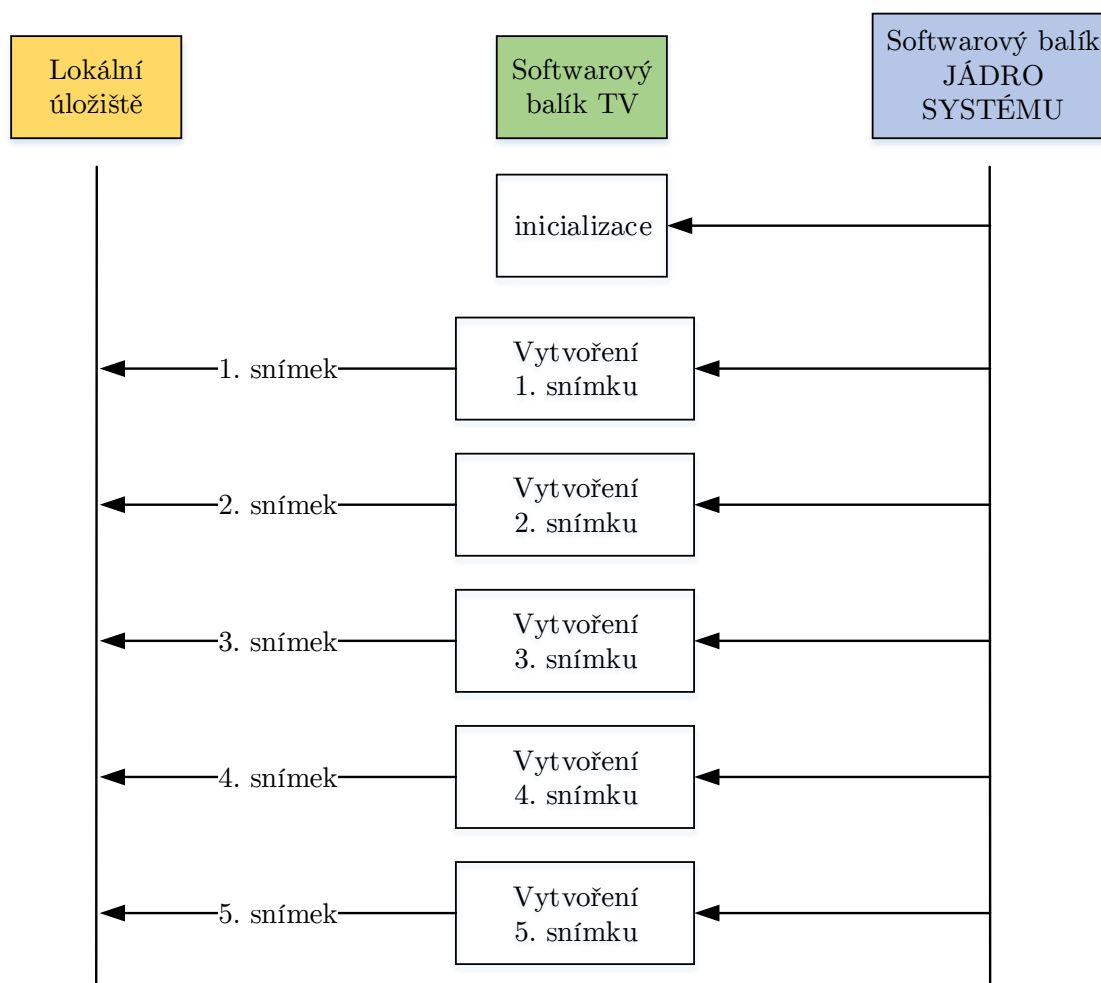 Lokální
úložiště
Softwarový
balík TV
Softwarový balík
JÁDRO
SYSTÉMU
inicializace
1. snímek
Vytvoření
1. snímku
2. snímek
Vytvoření
2. snímku
3. snímek
Vytvoření
3. snímku
4. snímek
Vytvoření
4. snímku
5. snímek
Vytvoření
5. snímku